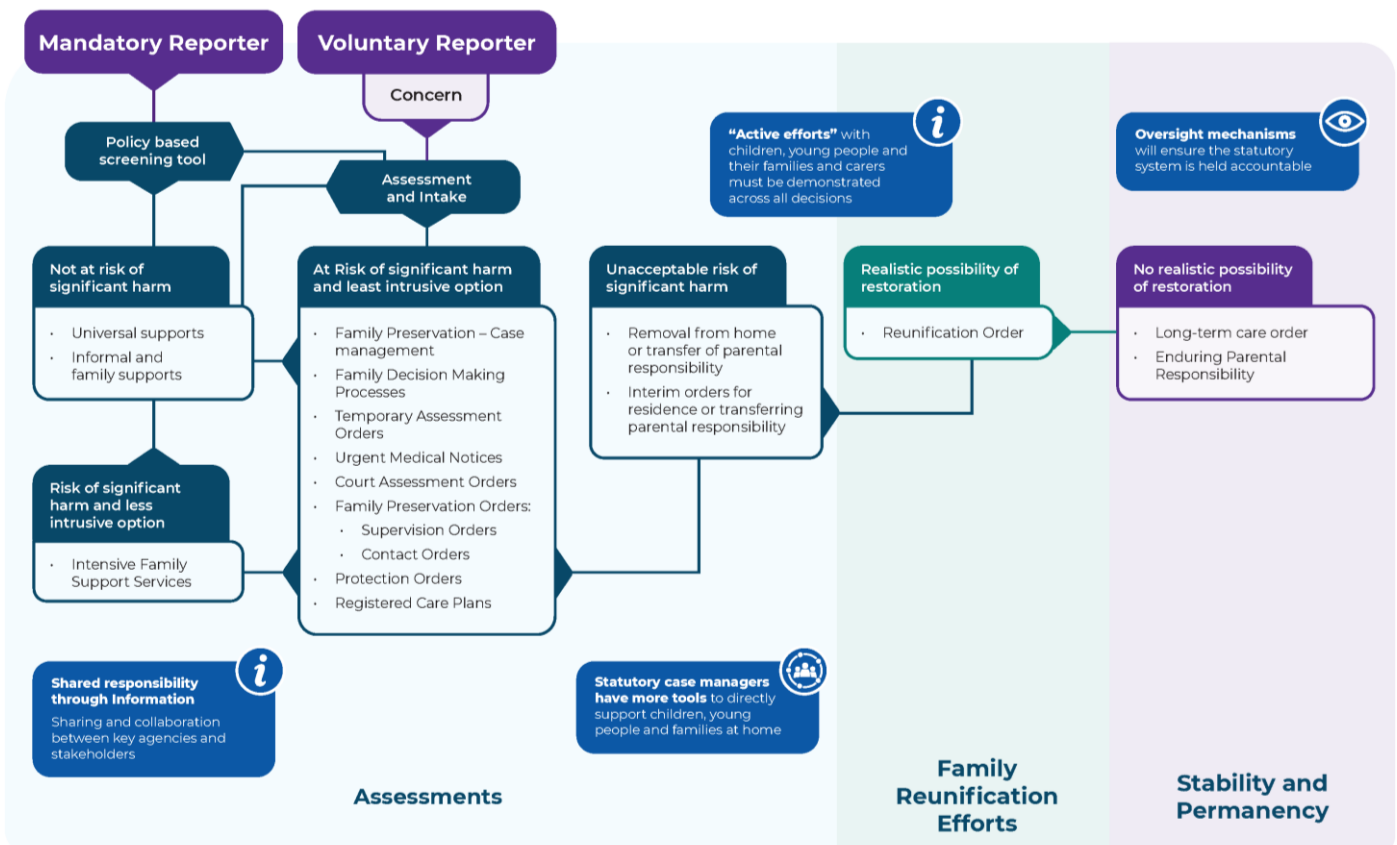 Mandatory Reporter
Voluntary Reporter
Concern
Policy based
screening tool
Assessment
and Intake
“Active efforts” with
children, young people and
their families and carers
must be demonstrated
across all decisions
Oversight mechanisms
will ensure the statutory
system is held accountable
Not at risk of
significant harm
· Universal supports
· Informal and
family supports
Risk of significant
harm and less
intrusive option
· Intensive Family
Support Services
At Risk of significant harm
and least intrusive option
· Family Preservation – Case
management
· Family Decision Making
Processes
· Temporary Assessment
Orders
· Urgent Medical Notices
· Court Assessment Orders
· Family Preservation Orders:
· Supervision Orders
· Contact Orders
· Protection Orders
· Registered Care Plans
Unacceptable risk of
significant harm
· Removal from home
or transfer of parental
responsibility
· Interim orders for
residence or transferring
parental responsibility
Realistic possibility of
restoration
· Reunification Order
No realistic possibility
of restoration
· Long-term care order
· Enduring Parental
Responsibility
Shared responsibility
through Information
Sharing and collaboration
between key agencies and
stakeholders
Statutory case managers
have more tools to directly
support children, young
people and families at home
Assessments
Family
Reunification
Efforts
Stability and
Permanency